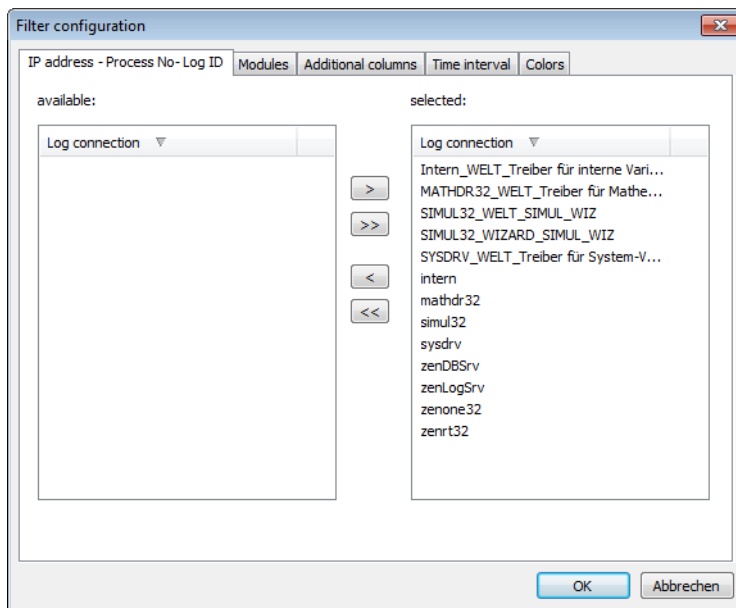 Filter configuration
IP address - Process No- Log ID
Modules
Additional columns
Time interval
Colors
available:
selected:
Log connection
Log connection
Intern_WELT_Treiber für interne Vari...
MATHDR32_WELT_Treiber für Mathe...
SIMUL32_WELT_SIMUL_WIZ
SIMUL32_WIZARD_SIMUL_WIZ
SYSDRV_WELT_Treiber für System-V...
intern
mathdr32
simul32
sysdrv
zenDBSrv
zenLogSrv
zenone32
zenrt32
>
>>
<
<<
OK
Abbrechen